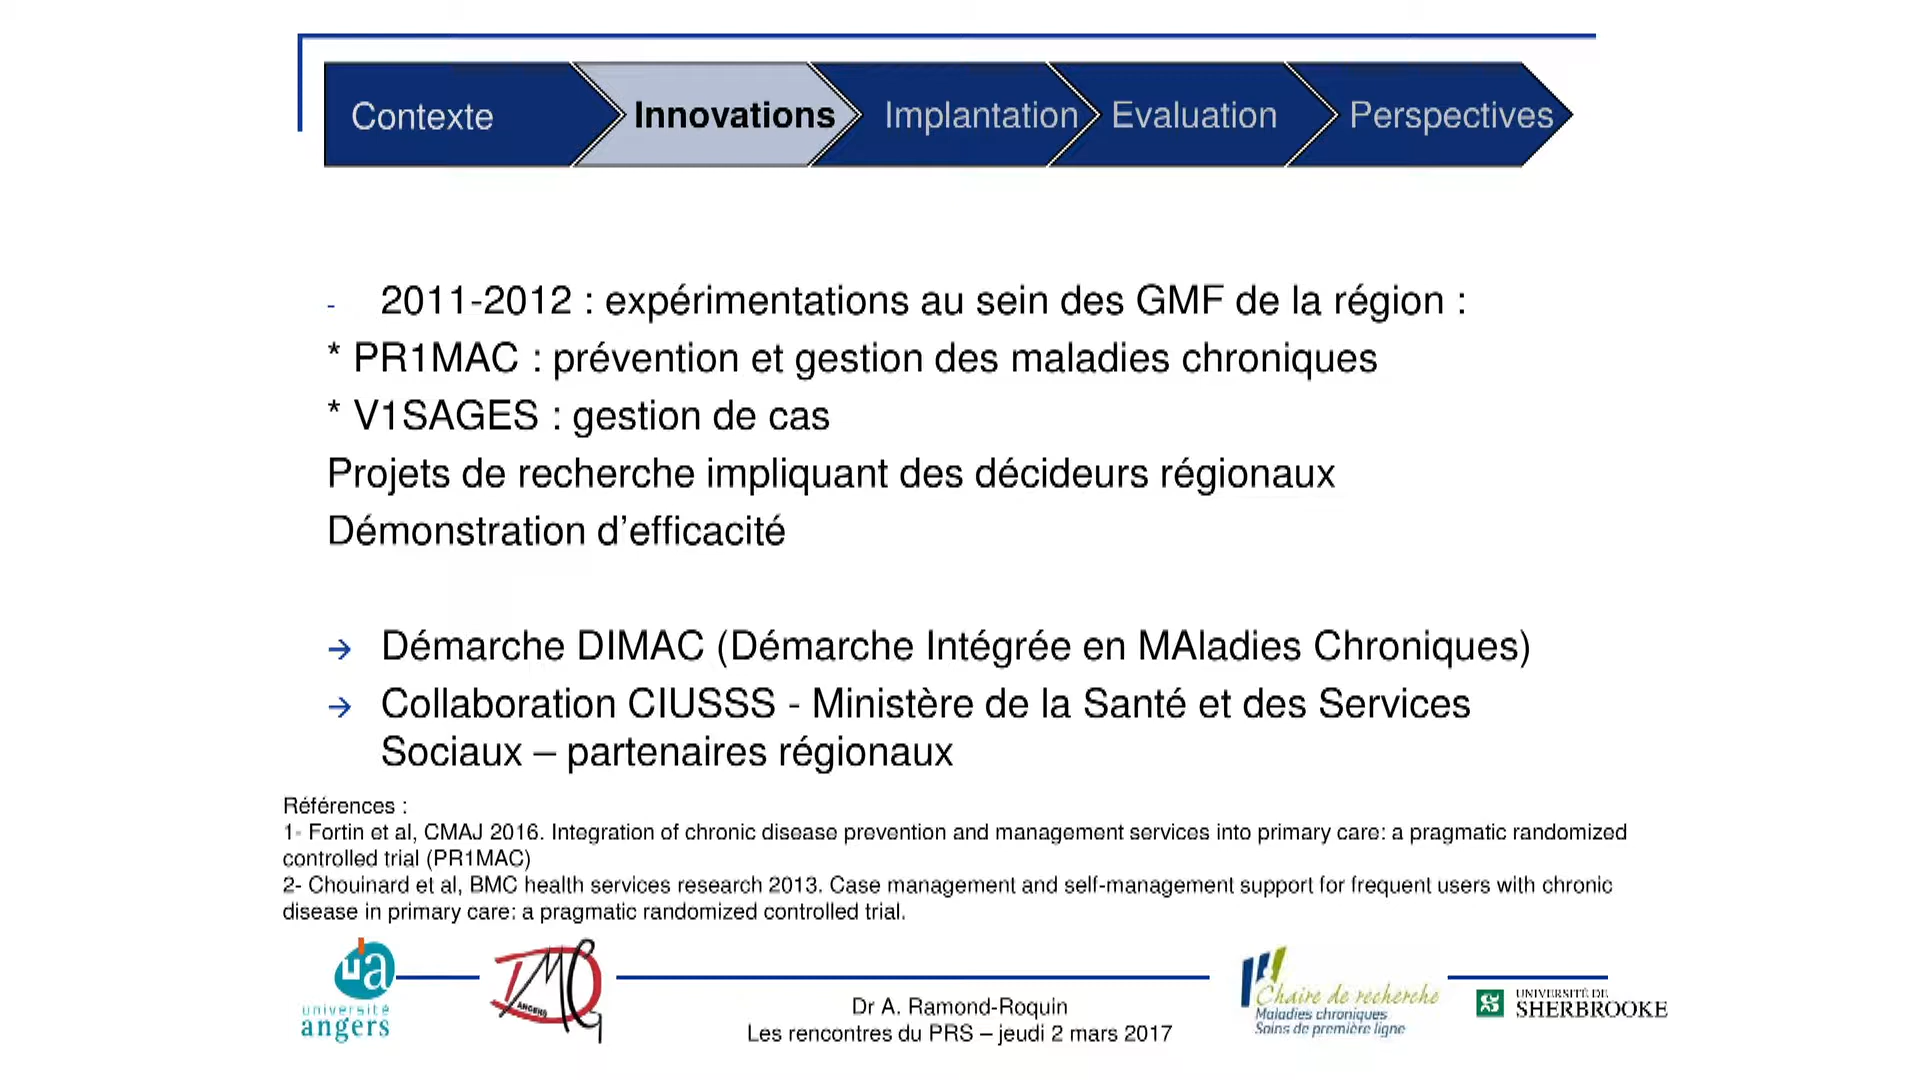 Contexte
Innovations
Implantation
Evaluation
Perspectives
- 2011-2012 : expérimentations au sein des GMF de la région :
* PR1MAC : prévention et gestion des maladies chroniques
* V1SAGES : gestion de cas
Projets de recherche impliquant des décideurs régionaux
Démonstration d’efficacité
→ Démarche DIMAC (Démarche Intégrée en MAladies Chroniques)
→ Collaboration CIUSSS - Ministère de la Santé et des Services
Sociaux – partenaires régionaux
Références :
1- Fortin et al, CMAJ 2016. Integration of chronic disease prevention and management services into primary care: a pragmatic randomized
controlled trial (PR1MAC)
2- Chouinard et al, BMC health services research 2013. Case management and self-management support for frequent users with chronic
disease in primary care: a pragmatic randomized controlled trial.
ua
université
angers
DMG
ANGERS
Dr A. Ramond-Roquin
Les rencontres du PRS – jeudi 2 mars 2017
Chaire de recherche
Maladies chroniques
Soins de première ligne
UNIVERSITÉ DE
SHERBROOKE